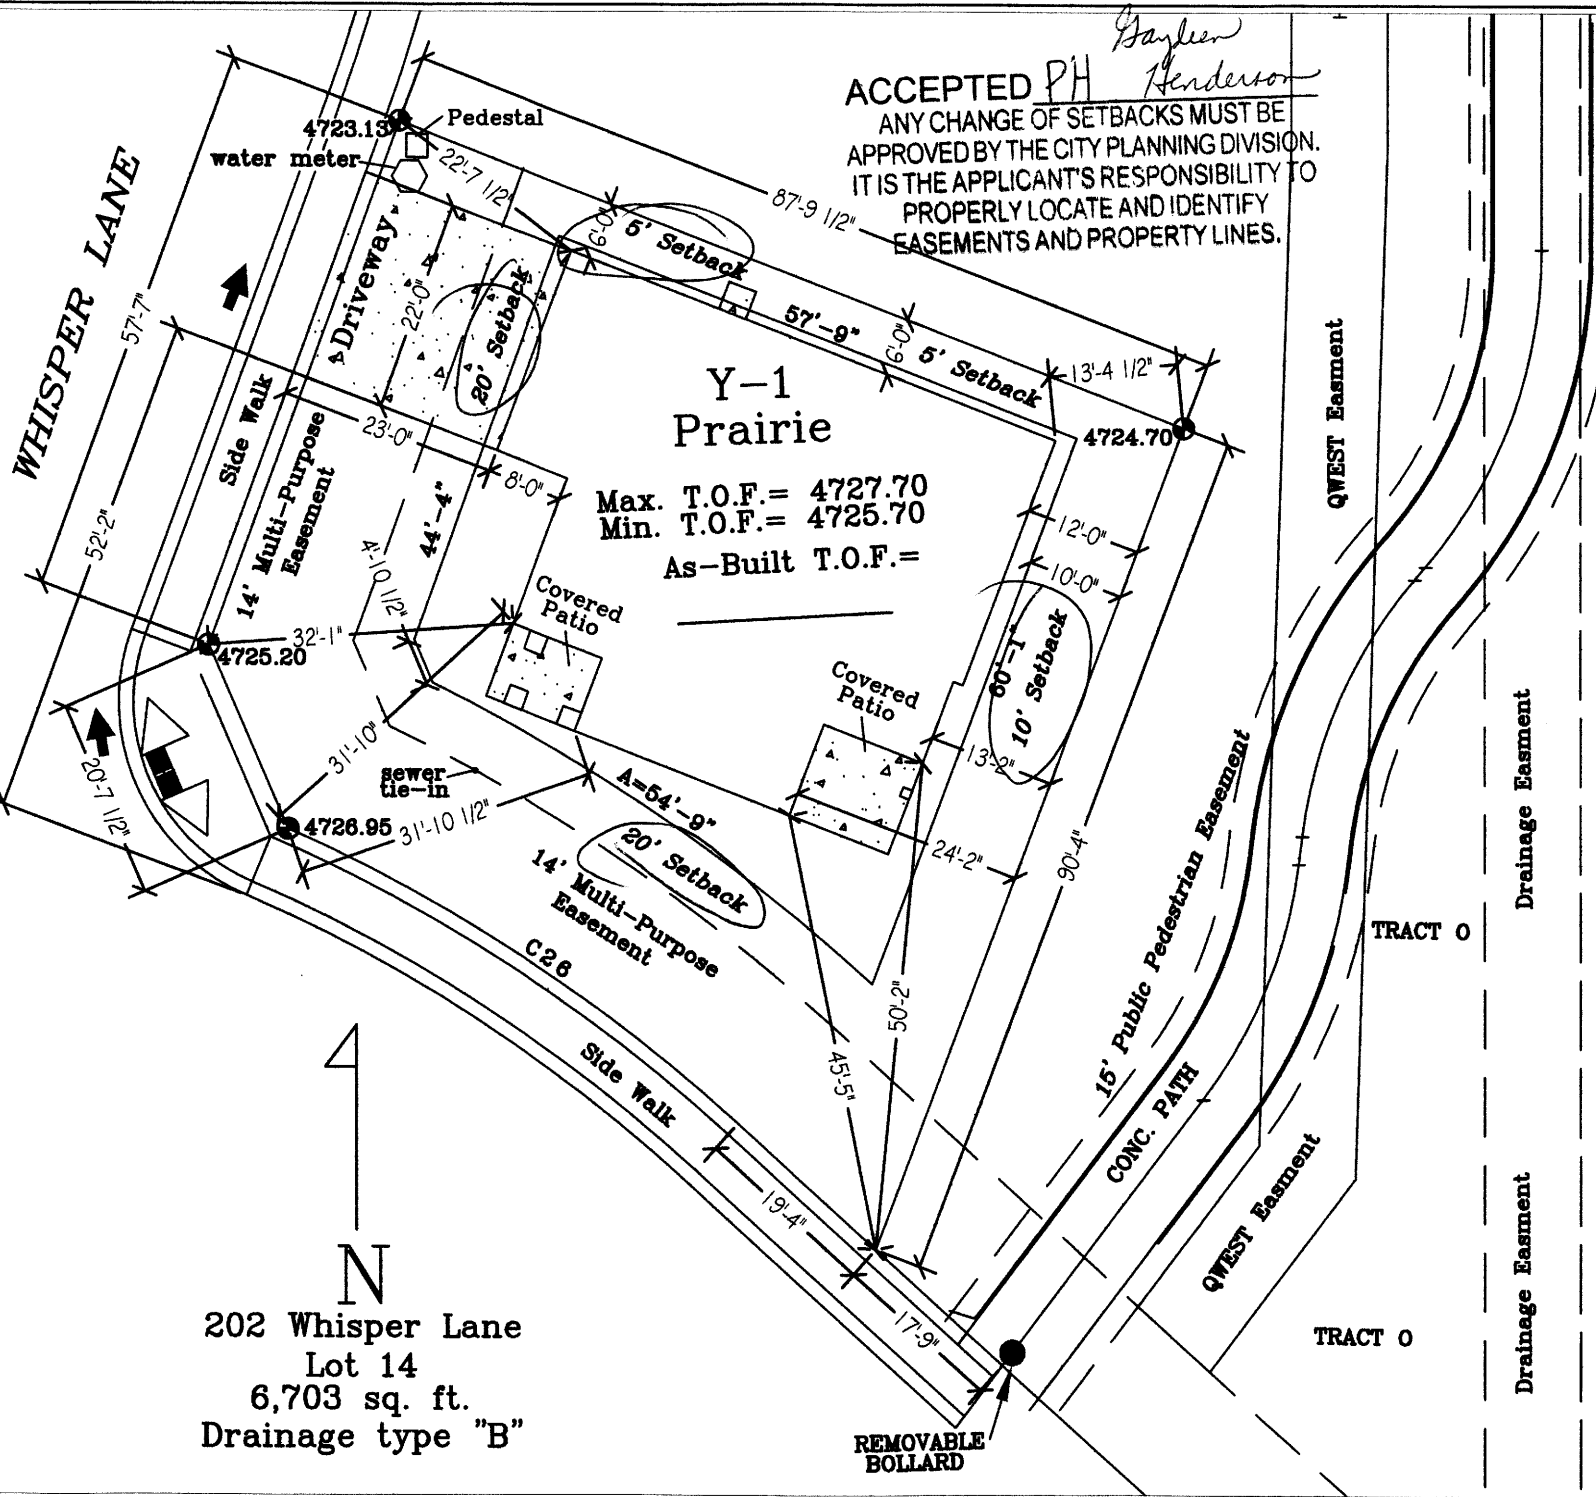 Gayleen
ACCEPTED PH Henderson
ANY CHANGE OF SETBACKS MUST BE
APPROVED BY THE CITY PLANNING DIVISION.
IT IS THE APPLICANT'S RESPONSIBILITY TO
PROPERLY LOCATE AND IDENTIFY
EASEMENTS AND PROPERTY LINES.
4723.13
Pedestal
water meter
WHISPER LANE
57'-7"
52'-2"
22'-7 1/2"
87'-9 1/2"
6'-0"
5' Setback
Driveway
22'-0"
20' Setback
57'-9"
6'-0"
5' Setback
13'-4 1/2"
4724.70
Side Walk
14' Multi-Purpose
Easement
23'-0"
8'-0"
44'-4"
4'-10 1/2"
Y-1
Prairie
Max. T.O.F.= 4727.70
Min. T.O.F.= 4725.70
As-Built T.O.F.=
12'-0"
10'-0"
60'-1"
10' Setback
QWEST Easment
Covered
Patio
32'-1"
4725.20
31'-10"
20'-7 1/2"
sewer
tie-in
4726.95
31'-10 1/2"
A=54'-9"
20' Setback
14' Multi-Purpose
Easement
Covered
Patio
13'-2"
24'-2"
90'-4"
C26
Side Walk
50'-2"
45'-5"
19'-4"
17'-9"
15' Public Pedestrian Easement
CONC. PATH
QWEST Easment
TRACT O
Drainage Easment
TRACT O
Drainage Easment
REMOVABLE
BOLLARD
N
202 Whisper Lane
Lot 14
6,703 sq. ft.
Drainage type "B"